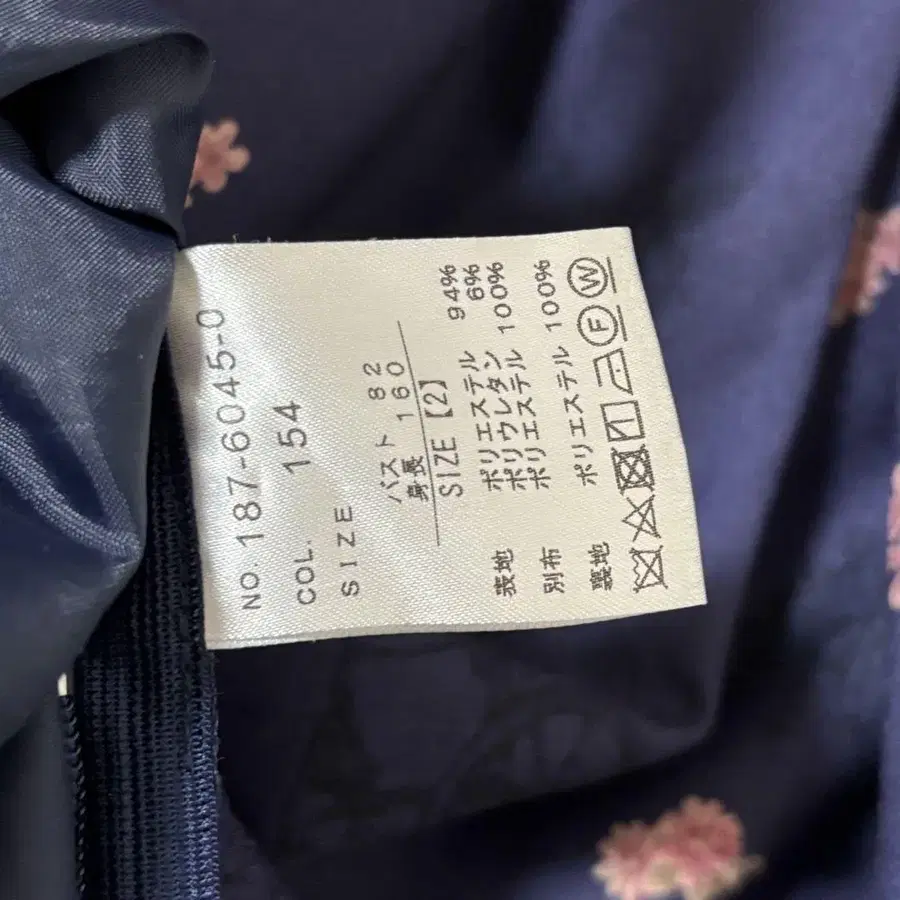 NO.187-6045-0
COL. 154
SIZE
バスト 82
身長 160
SIZE【2】
表地 ポリエステル 94%
ポリウレタン 6%
別布 ポリエステル 100%
裏地 ポリエステル 100%
F W